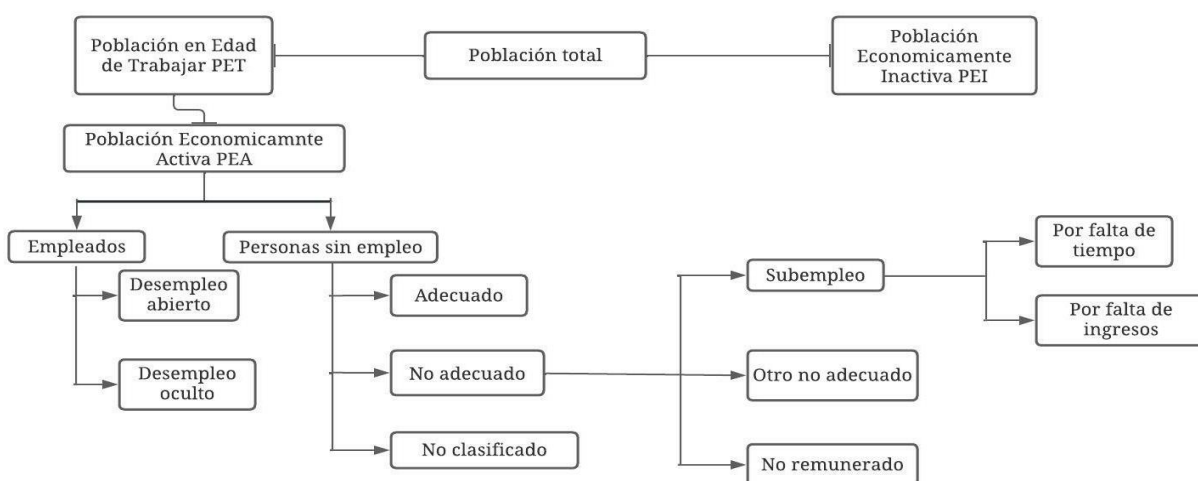 Población en Edad
de Trabajar PET
Población total
Población
Economicamente
Inactiva PEI
Población Economicamnte
Activa PEA
Empleados
Personas sin empleo
Desempleo
abierto
Desempleo
oculto
Adecuado
No adecuado
No clasificado
Subempleo
Otro no adecuado
No remunerado
Por falta de
tiempo
Por falta de
ingresos